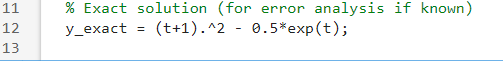 11 % Exact solution (for error analysis if known)
12 y_exact = (t+1).^2 - 0.5*exp(t);
13